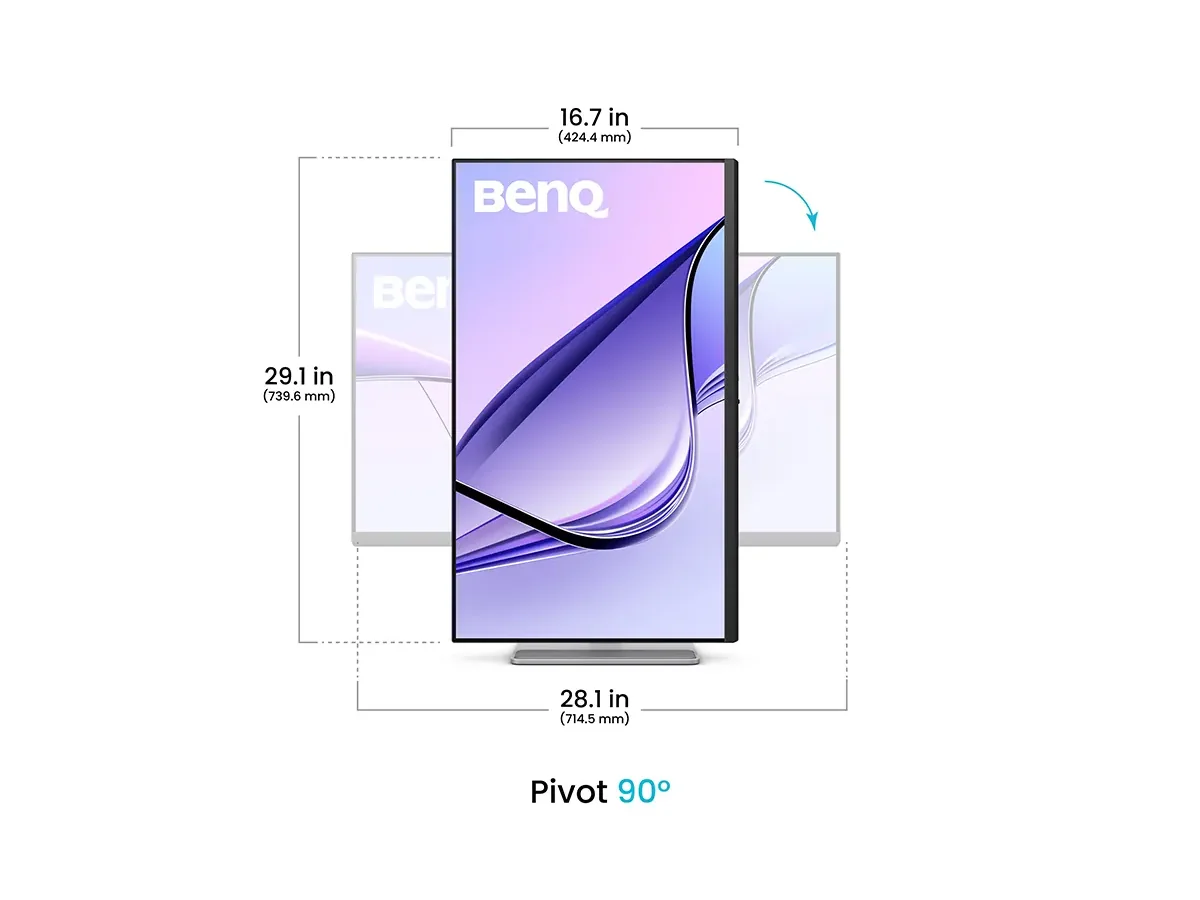 16.7 in
(424.4 mm)
BenQ
Ben
29.1 in
(739.6 mm)
28.1 in
(714.5 mm)
Pivot 90°